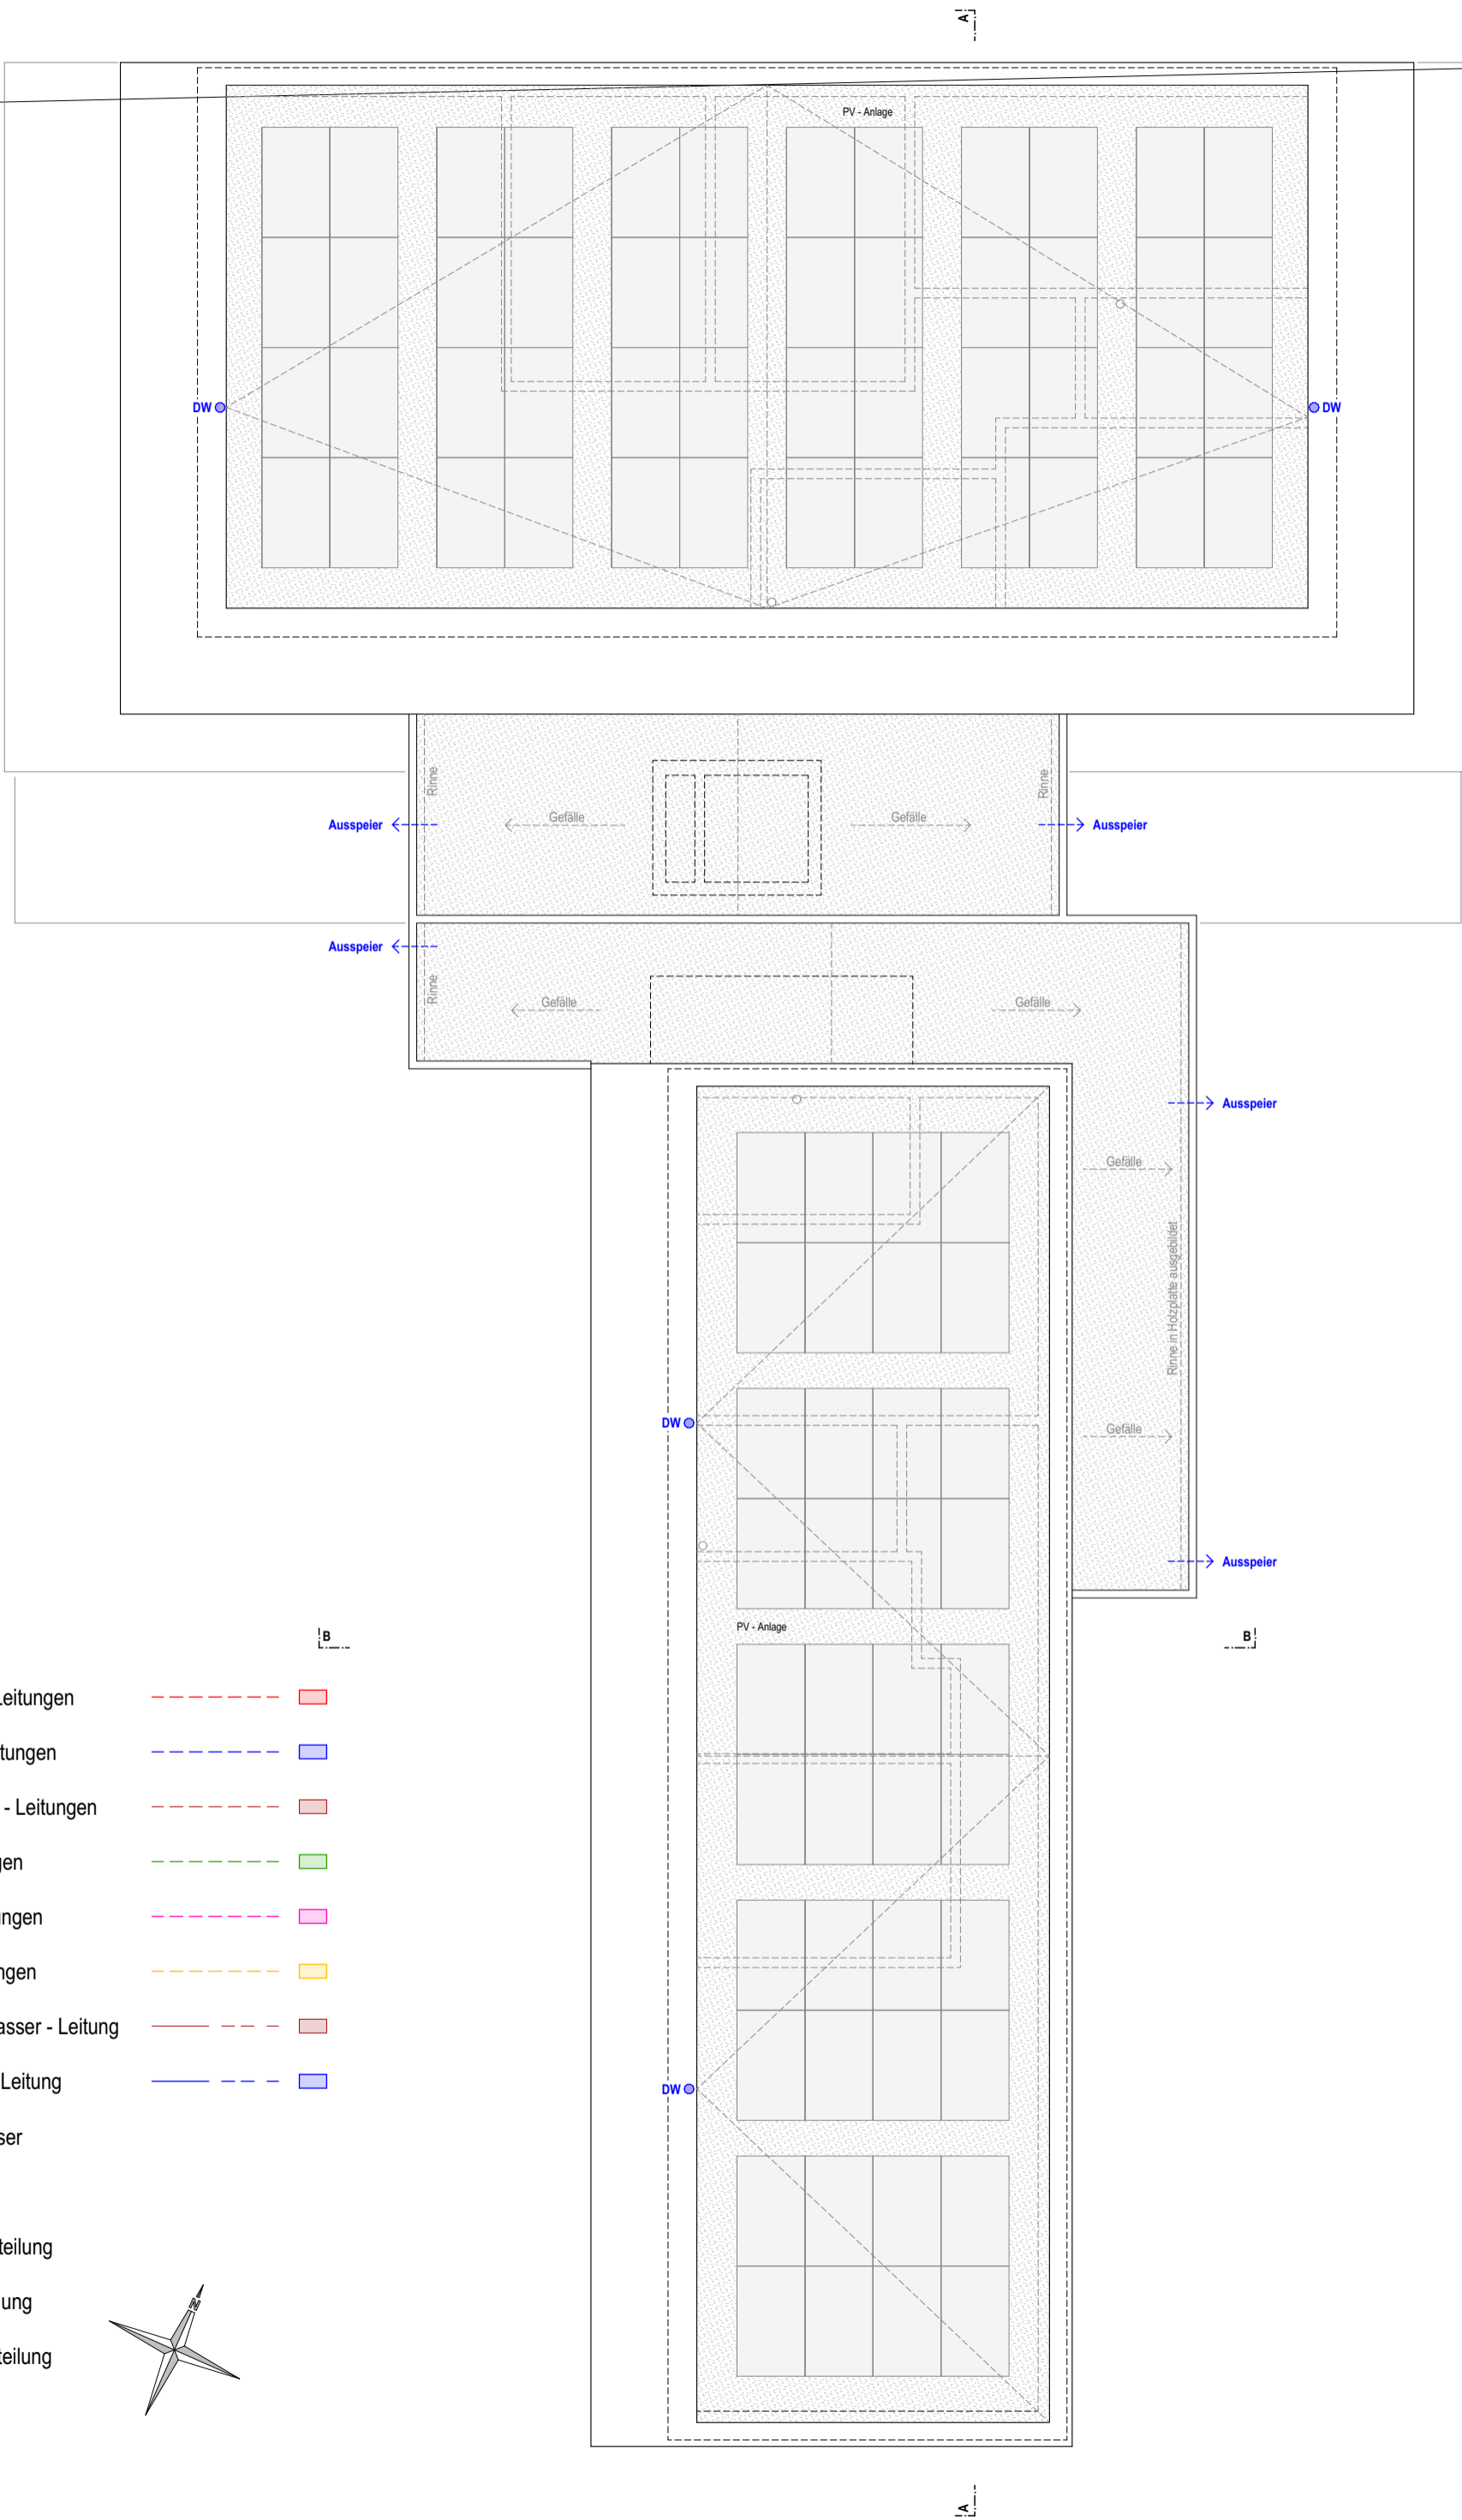 A
PV - Anlage
DW
DW
Rinne
Rinne
Gefälle
Gefälle
Ausspeier
Ausspeier
Ausspeier
Rinne
Gefälle
Gefälle
Ausspeier
Gefälle
Rinne in Holzplatte ausgebildet
DW
Gefälle
Ausspeier
PV - Anlage
B
B
Leitungen
tungen
- Leitungen
gen
ungen
ngen
asser - Leitung
Leitung
ser
DW
teilung
ung
teilung
N
A